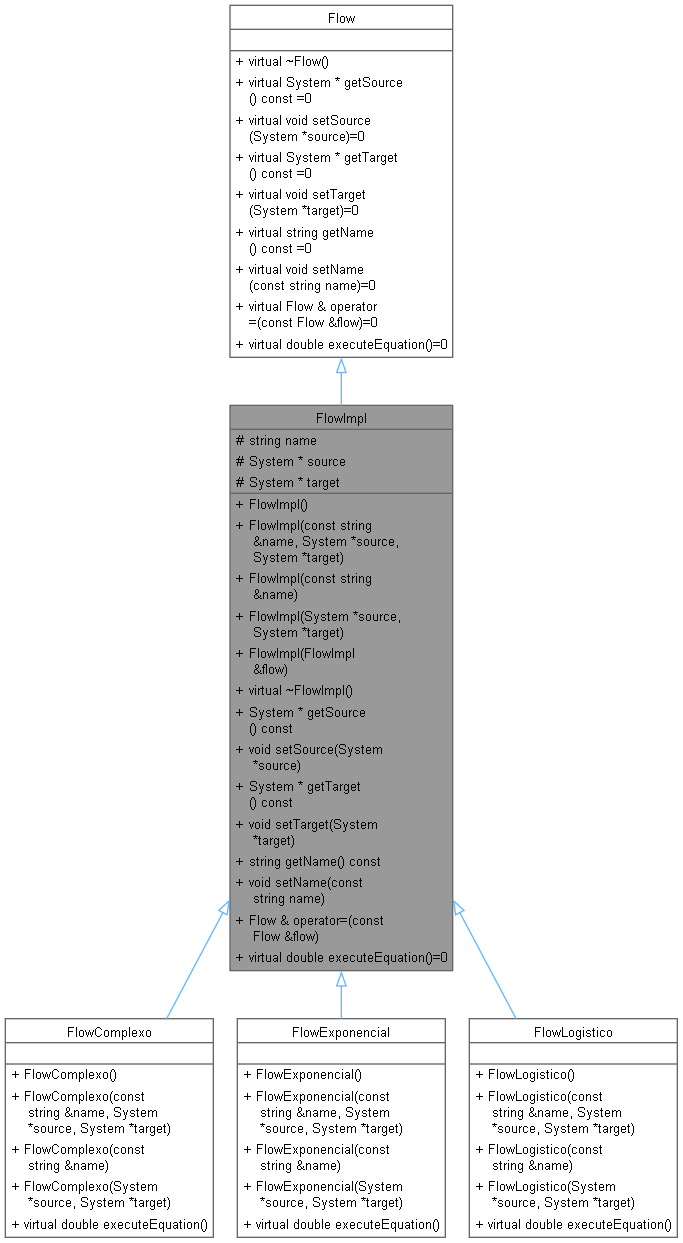 Flow
+ virtual ~Flow()
+ virtual System * getSource
() const =0
+ virtual void setSource
(System *source)=0
+ virtual System * getTarget
() const =0
+ virtual void setTarget
(System *target)=0
+ virtual string getName
() const =0
+ virtual void setName
(const string name)=0
+ virtual Flow & operator
=(const Flow &flow)=0
+ virtual double executeEquation()=0
FlowImpl
# string name
# System * source
# System * target
+ FlowImpl()
+ FlowImpl(const string
&name, System *source,
System *target)
+ FlowImpl(const string
&name)
+ FlowImpl(System *source,
System *target)
+ FlowImpl(FlowImpl
&flow)
+ virtual ~FlowImpl()
+ System * getSource
() const
+ void setSource(System
*source)
+ System * getTarget
() const
+ void setTarget(System
*target)
+ string getName() const
+ void setName(const
string name)
+ Flow & operator=(const
Flow &flow)
+ virtual double executeEquation()=0
FlowComplexo
+ FlowComplexo()
+ FlowComplexo(const
string &name, System
*source, System *target)
+ FlowComplexo(const
string &name)
+ FlowComplexo(System
*source, System *target)
+ virtual double executeEquation()
FlowExponencial
+ FlowExponencial()
+ FlowExponencial(const
string &name, System
*source, System *target)
+ FlowExponencial(const
string &name)
+ FlowExponencial(System
*source, System *target)
+ virtual double executeEquation()
FlowLogistico
+ FlowLogistico()
+ FlowLogistico(const
string &name, System
*source, System *target)
+ FlowLogistico(const
string &name)
+ FlowLogistico(System
*source, System *target)
+ virtual double executeEquation()